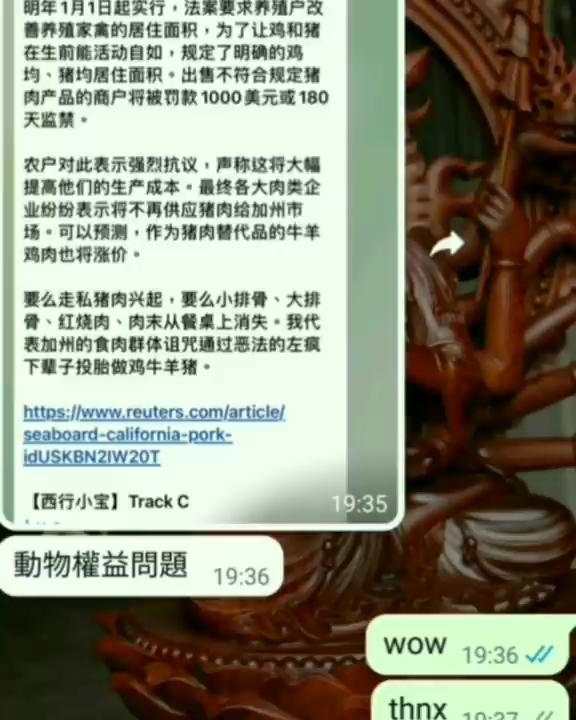 明年1月1日起实行，法案要求养殖户改
善养殖家禽的居住面积，为了让鸡和猪
在生前能活动自如，规定了明确的鸡
均、猪均居住面积。出售不符合规定猪
肉产品的商户将被罚款1000美元或180
天监禁。
农户对此表示强烈抗议，声称这将大幅
提高他们的生产成本。最终各大肉类企
业纷纷表示将不再供应猪肉给加州市
场。可以预测，作为猪肉替代品的牛羊
鸡肉也将涨价。
要么走私猪肉兴起，要么小排骨、大排
骨、红烧肉、肉末从餐桌上消失。我代
表加州的食肉群体诅咒通过恶法的左疯
下辈子投胎做鸡牛羊猪。
https://www.reuters.com/article/
seaboard-california-pork-
idUSKBN2IW20T
【西行小宝】Track C
19:35
動物權益問題 19:36
wow 19:36
thnx 19:37